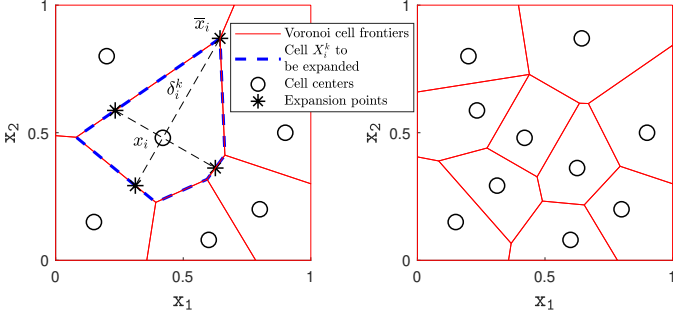 1
0.5
0
x₂
0
0.5
1
x₁
x̅ᵢ
δᵢᵏ
xᵢ
Voronoi cell frontiers
Cell Xᵢᵏ to
be expanded
Cell centers
Expansion points
1
0.5
0
x₂
0
0.5
1
x₁